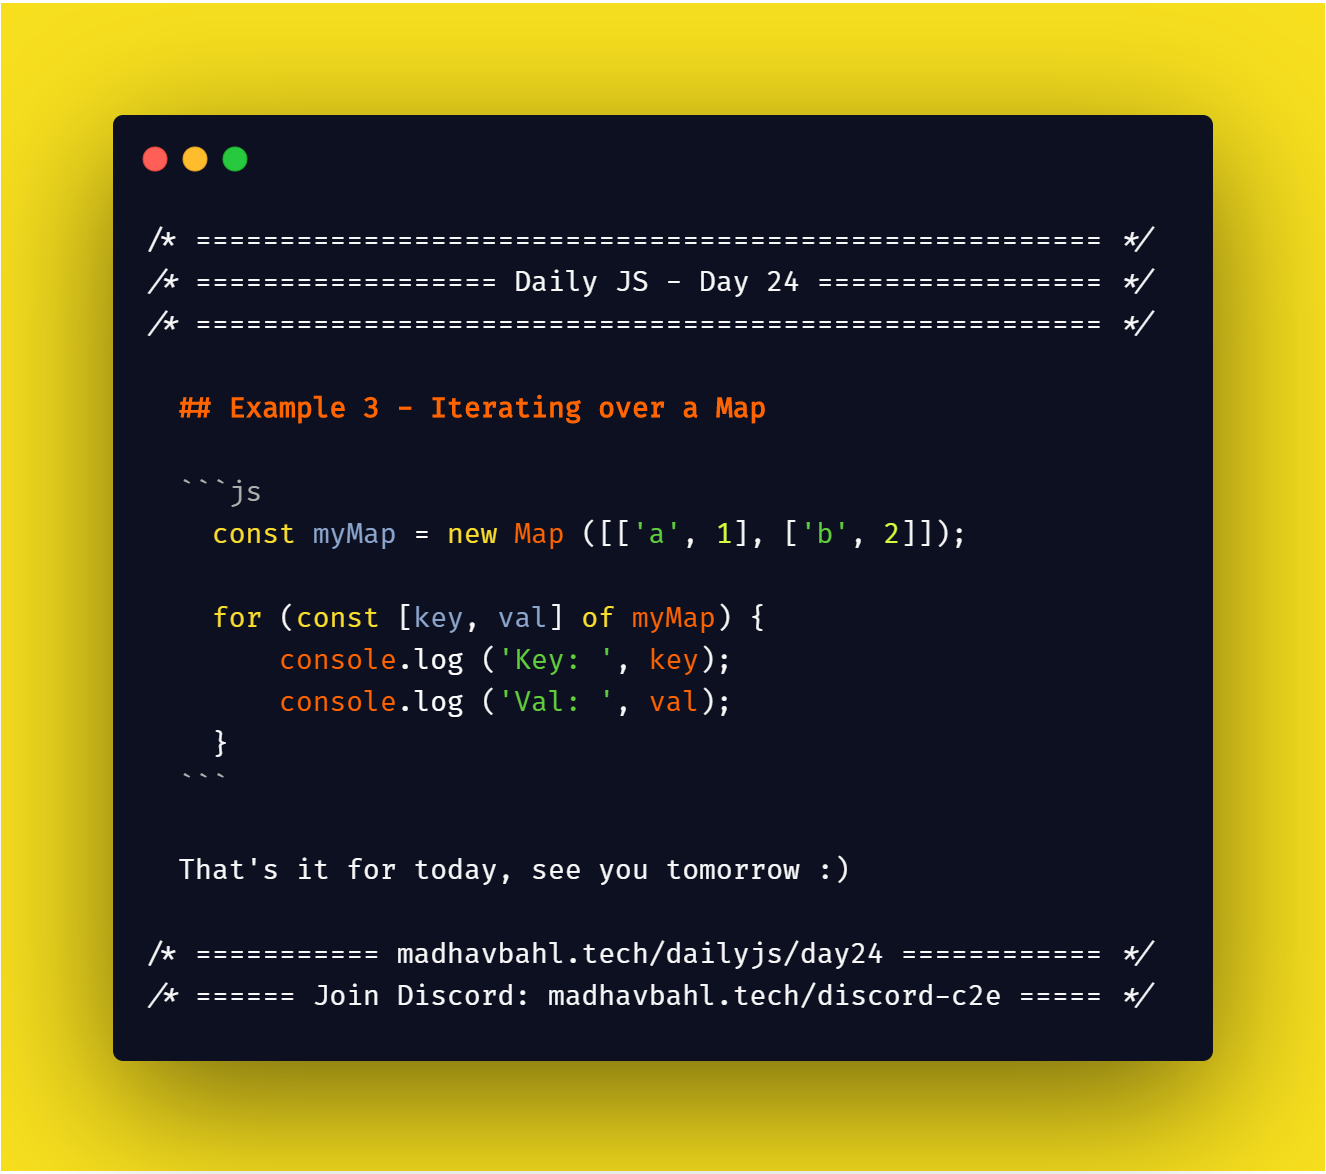 /* ====================================================== */
/* ================== Daily JS - Day 24 ================= */
/* ====================================================== */
## Example 3 - Iterating over a Map
```js
const myMap = new Map ([['a', 1], ['b', 2]]);
for (const [key, val] of myMap) {
console.log ('Key: ', key);
console.log ('Val: ', val);
}
```
That's it for today, see you tomorrow :)
/* =========== madhavbahl.tech/dailyjs/day24 ============ */
/* ====== Join Discord: madhavbahl.tech/discord-c2e ===== */